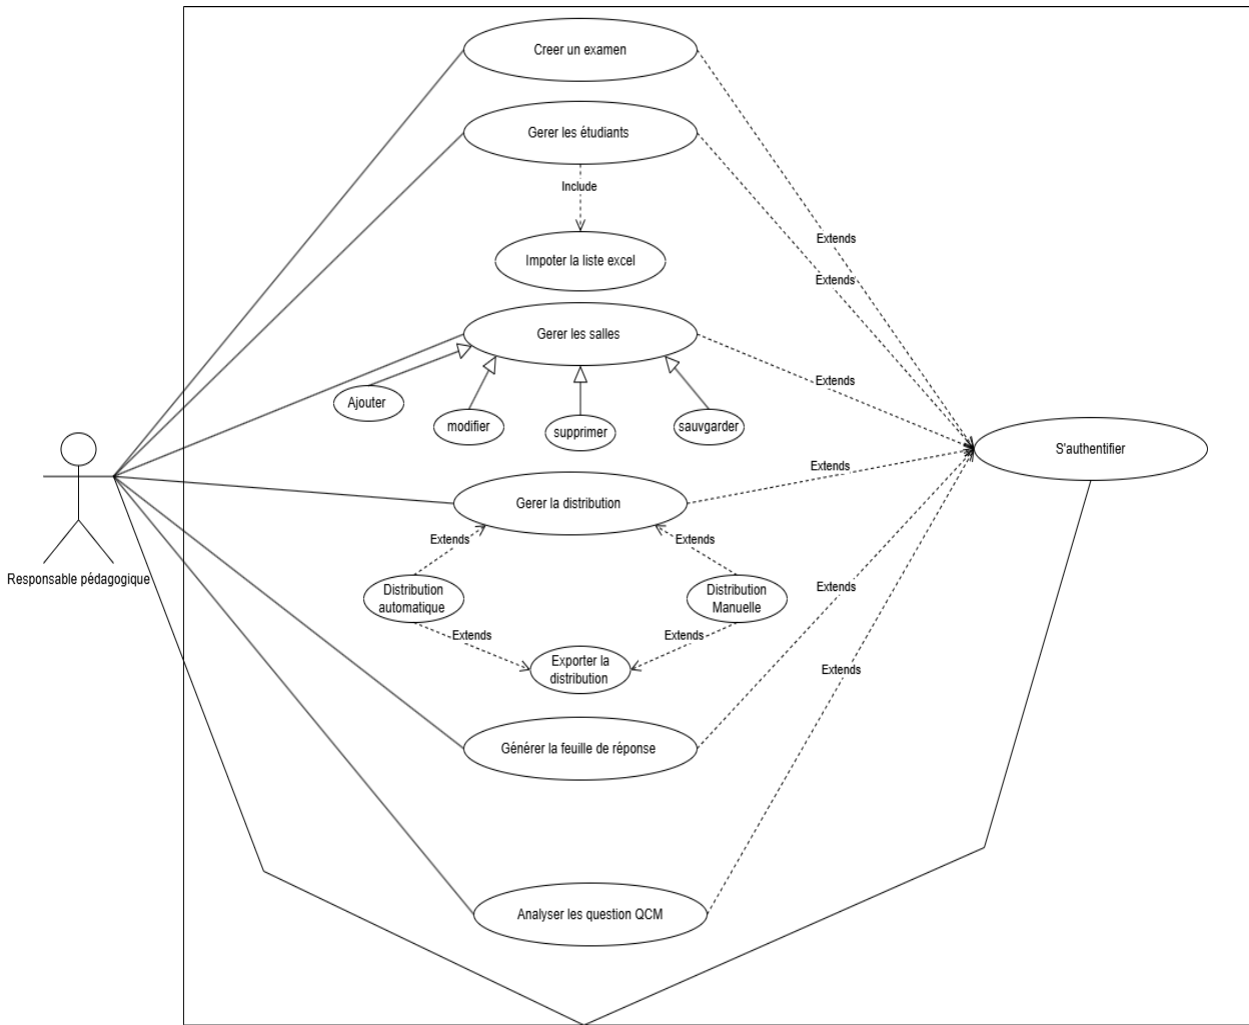 Creer un examen
Gerer les étudiants
Include
Extends
Impoter la liste excel
Extends
Gerer les salles
Extends
Ajouter
modifier
supprimer
sauvgarder
S'authentifier
Extends
Gerer la distribution
Extends
Extends
Responsable pédagogique
Distribution
automatique
Distribution
Manuelle
Extends
Extends
Extends
Exporter la
distribution
Extends
Générer la feuille de réponse
Analyser les question QCM